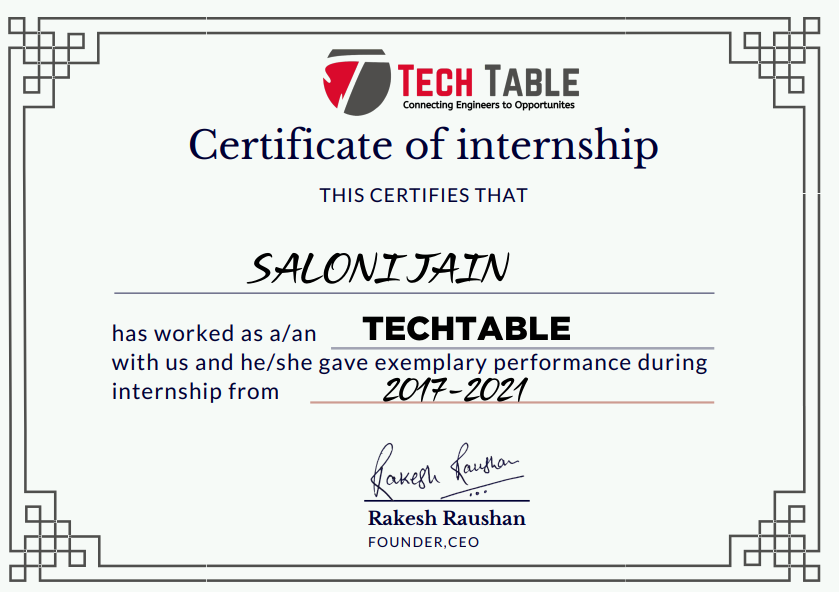 TECH TABLE
Connecting Engineers to Opportunites
Certificate of internship
THIS CERTIFIES THAT
SALONI JAIN
has worked as a/an TECHTABLE
with us and he/she gave exemplary performance during
internship from 2017-2021
Rakesh Raushan
Rakesh Raushan
FOUNDER,CEO